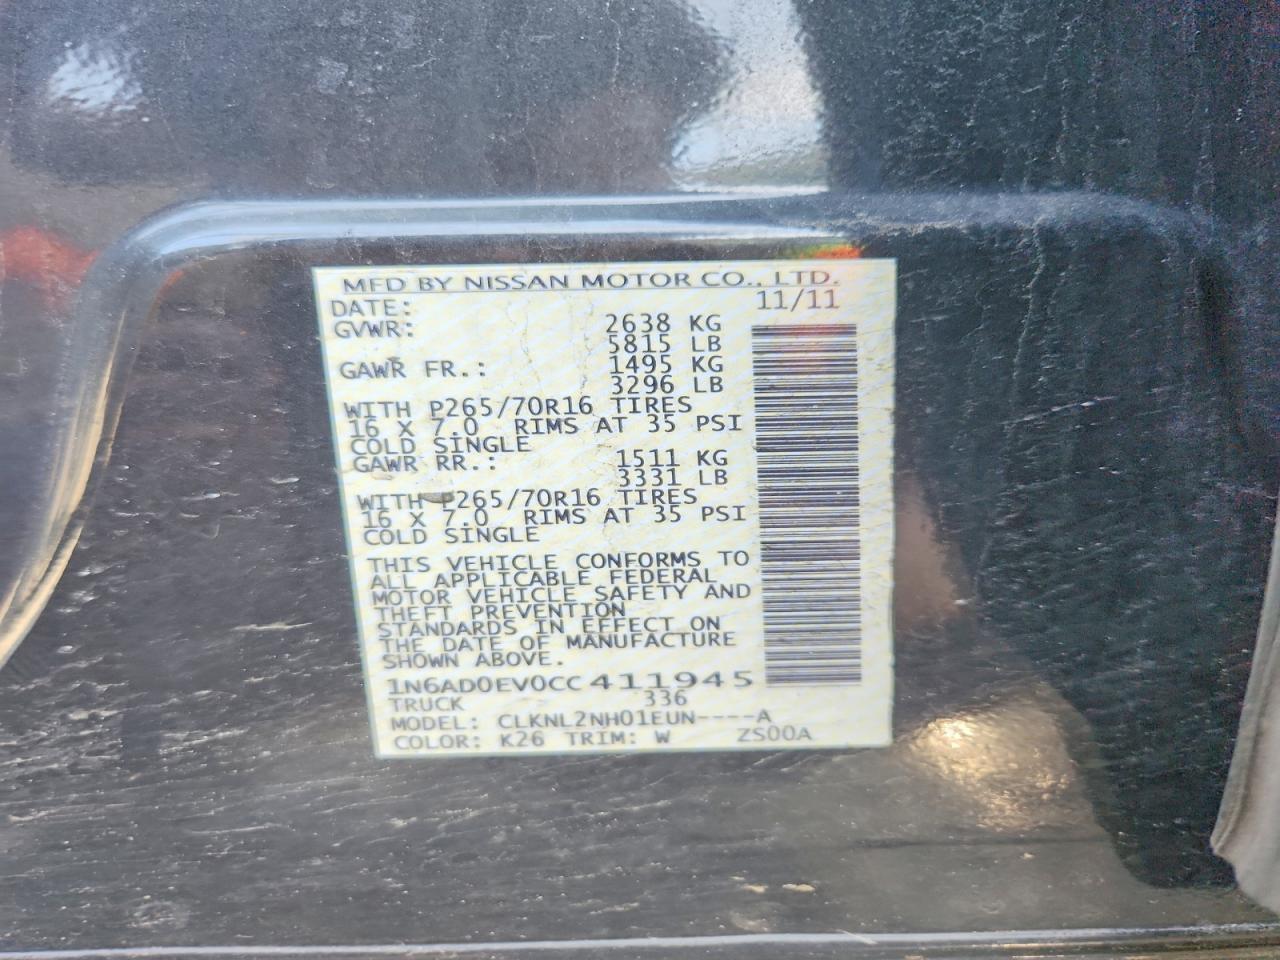 MFD BY NISSAN MOTOR CO., LTD.
DATE: 11/11
GVWR: 2638 KG
5815 LB
GAWR FR.: 1495 KG
3296 LB
WITH P265/70R16 TIRES
16 X 7.0 RIMS AT 35 PSI
COLD SINGLE
GAWR RR.: 1511 KG
3331 LB
WITH P265/70R16 TIRES
16 X 7.0 RIMS AT 35 PSI
COLD SINGLE
THIS VEHICLE CONFORMS TO
ALL APPLICABLE FEDERAL
MOTOR VEHICLE SAFETY AND
THEFT PREVENTION
STANDARDS IN EFFECT ON
THE DATE OF MANUFACTURE
SHOWN ABOVE.
1N6AD0EV0CC411945
TRUCK 336
MODEL: CLKNL2NH01EUN----A
COLOR: K26 TRIM: W ZS00A